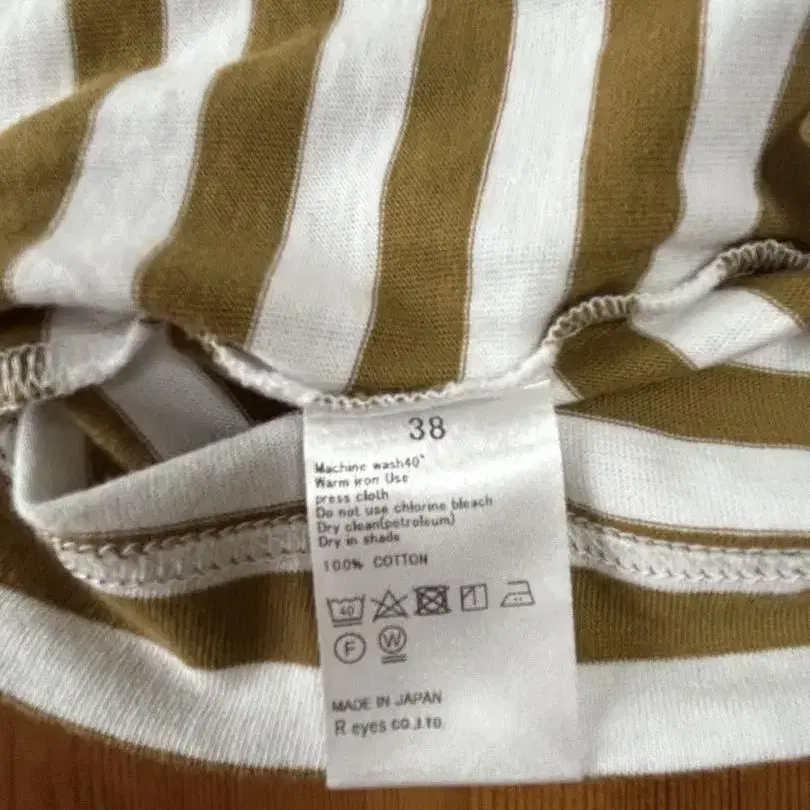 38
Machine wash40°
Warm iron Use
press cloth
Do not use chlorine bleach
Dry clean(petroleum)
Dry in shade
100% COTTON
40
F W
MADE IN JAPAN
R eyes co.,LTD.